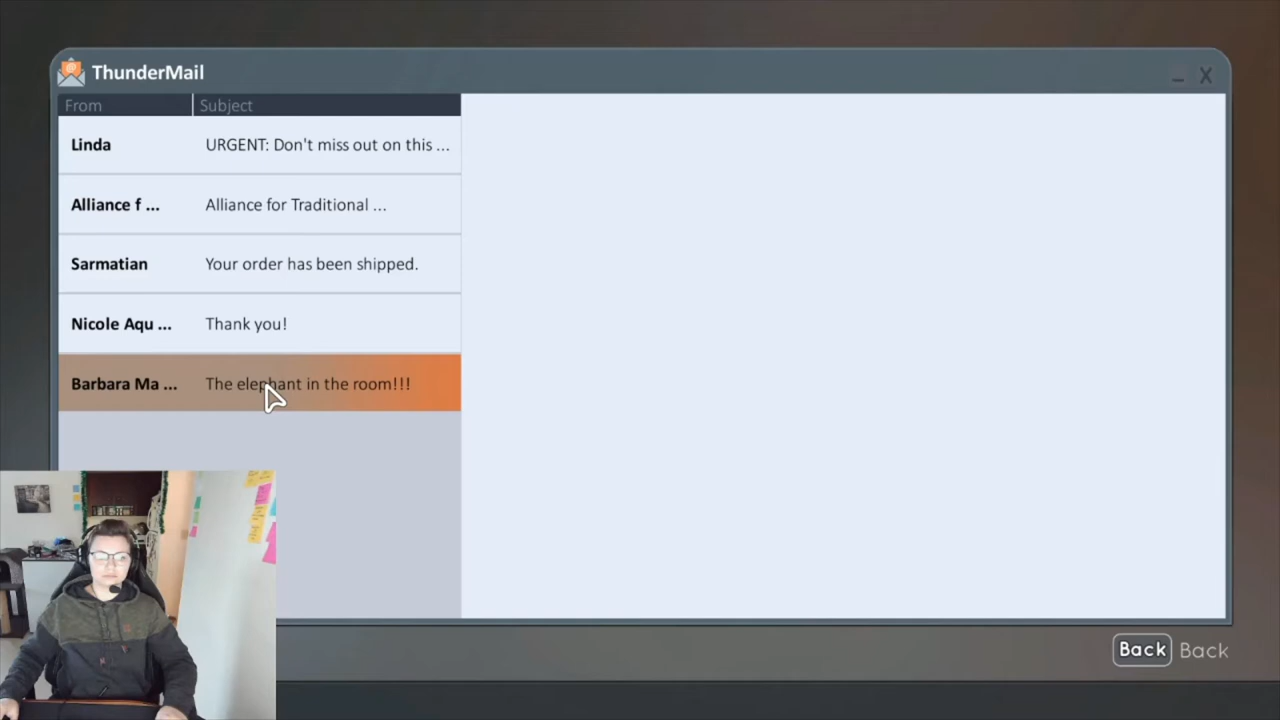 ThunderMail
From Subject
Linda URGENT: Don't miss out on this ...
Alliance f ... Alliance for Traditional ...
Sarmatian Your order has been shipped.
Nicole Aqu ... Thank you!
Barbara Ma ... The elephant in the room!!!
Back Back